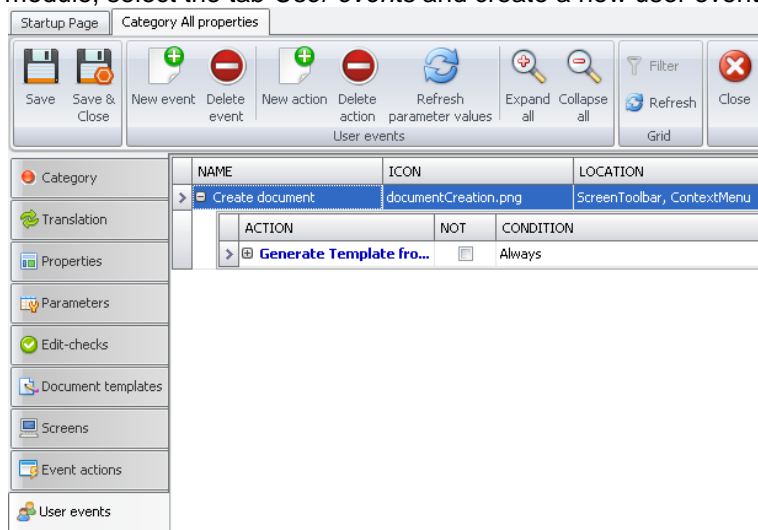 module, select the tab User events and create a new user event
Startup Page Category All properties
Save Save & Close New event Delete event New action Delete action Refresh parameter values Expand all Collapse all Filter Refresh Close
User events Grid
Category
Translation
Properties
Parameters
Edit-checks
Document templates
Screens
Event actions
User events
NAME ICON LOCATION
Create document documentCreation.png ScreenToolbar, ContextMenu
ACTION NOT CONDITION
Generate Template fro... Always